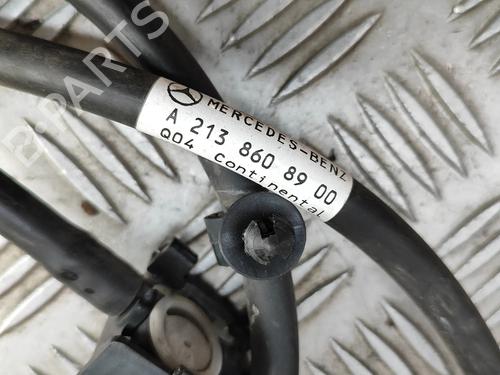 MERCEDES-BENZ
A 213 860 89 00
Q04 Continental